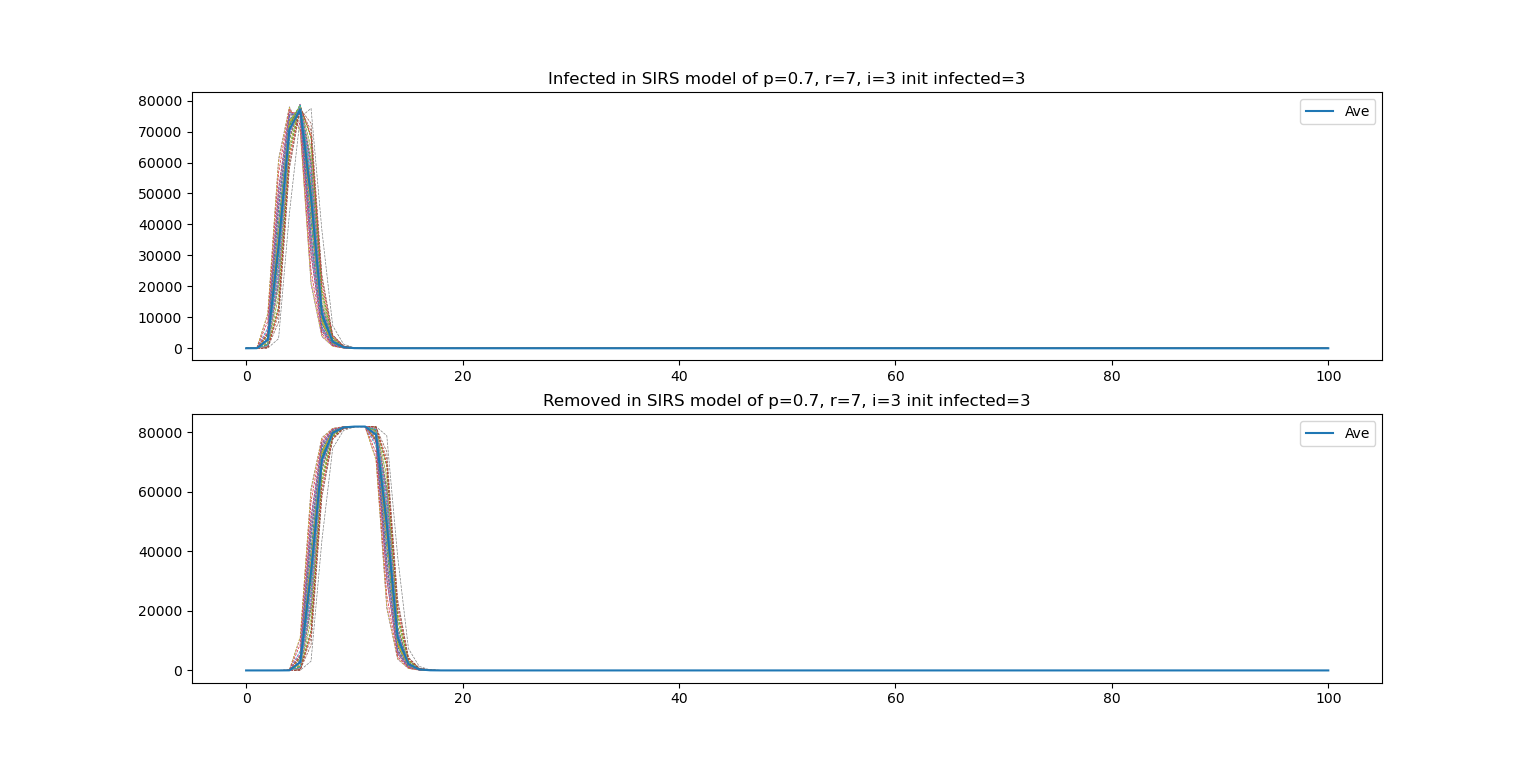 Infected in SIRS model of p=0.7, r=7, i=3 init infected=3
80000
70000
60000
50000
40000
30000
20000
10000
0
Ave
0 20 40 60 80 100
Removed in SIRS model of p=0.7, r=7, i=3 init infected=3
80000
60000
40000
20000
0
Ave
0 20 40 60 80 100